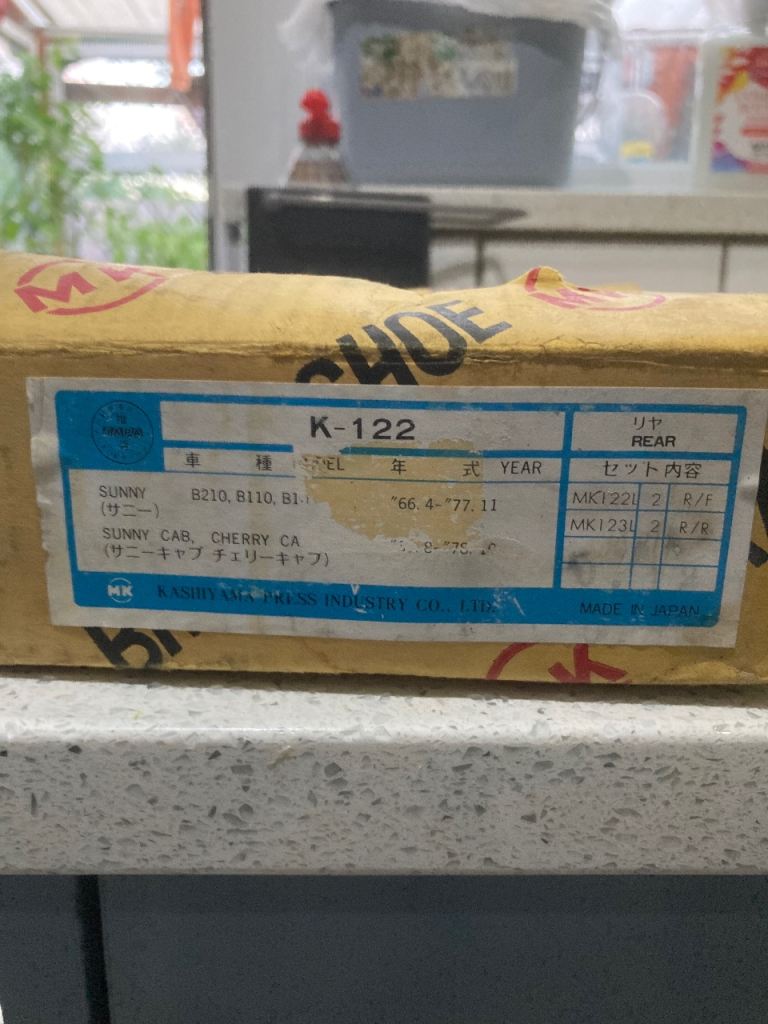 MK
MK
SHOE
K-122
リヤ
REAR
車 種 年 式 YEAR
セット内容
SUNNY B210, B110,
(サニー)
"66. 4-"77. 11
MK122L 2 R/F
MK123L 2 R/R
SUNNY CAB, CHERRY CA
(サニーキャブ チェリーキャブ)
MK KASHIYAMA PRESS INDUSTRY CO., LTD. MADE IN JAPAN
MK